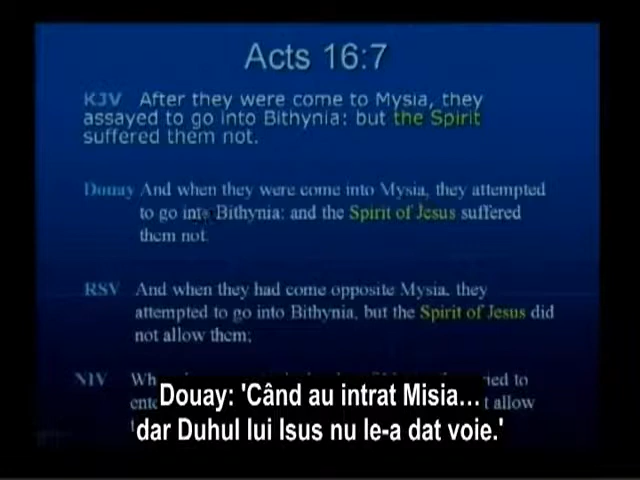 Acts 16:7
KJV After they were come to Mysia, they
assayed to go into Bithynia: but the Spirit
suffered them not.
Douay And when they were come into Mysia, they attempted
to go into Bithynia: and the Spirit of Jesus suffered
them not.
RSV And when they had come opposite Mysia, they
attempted to go into Bithynia, but the Spirit of Jesus did
not allow them;
NIV to
allow
Douay: 'Când au intrat Misia...
dar Duhul lui Isus nu le-a dat voie.'